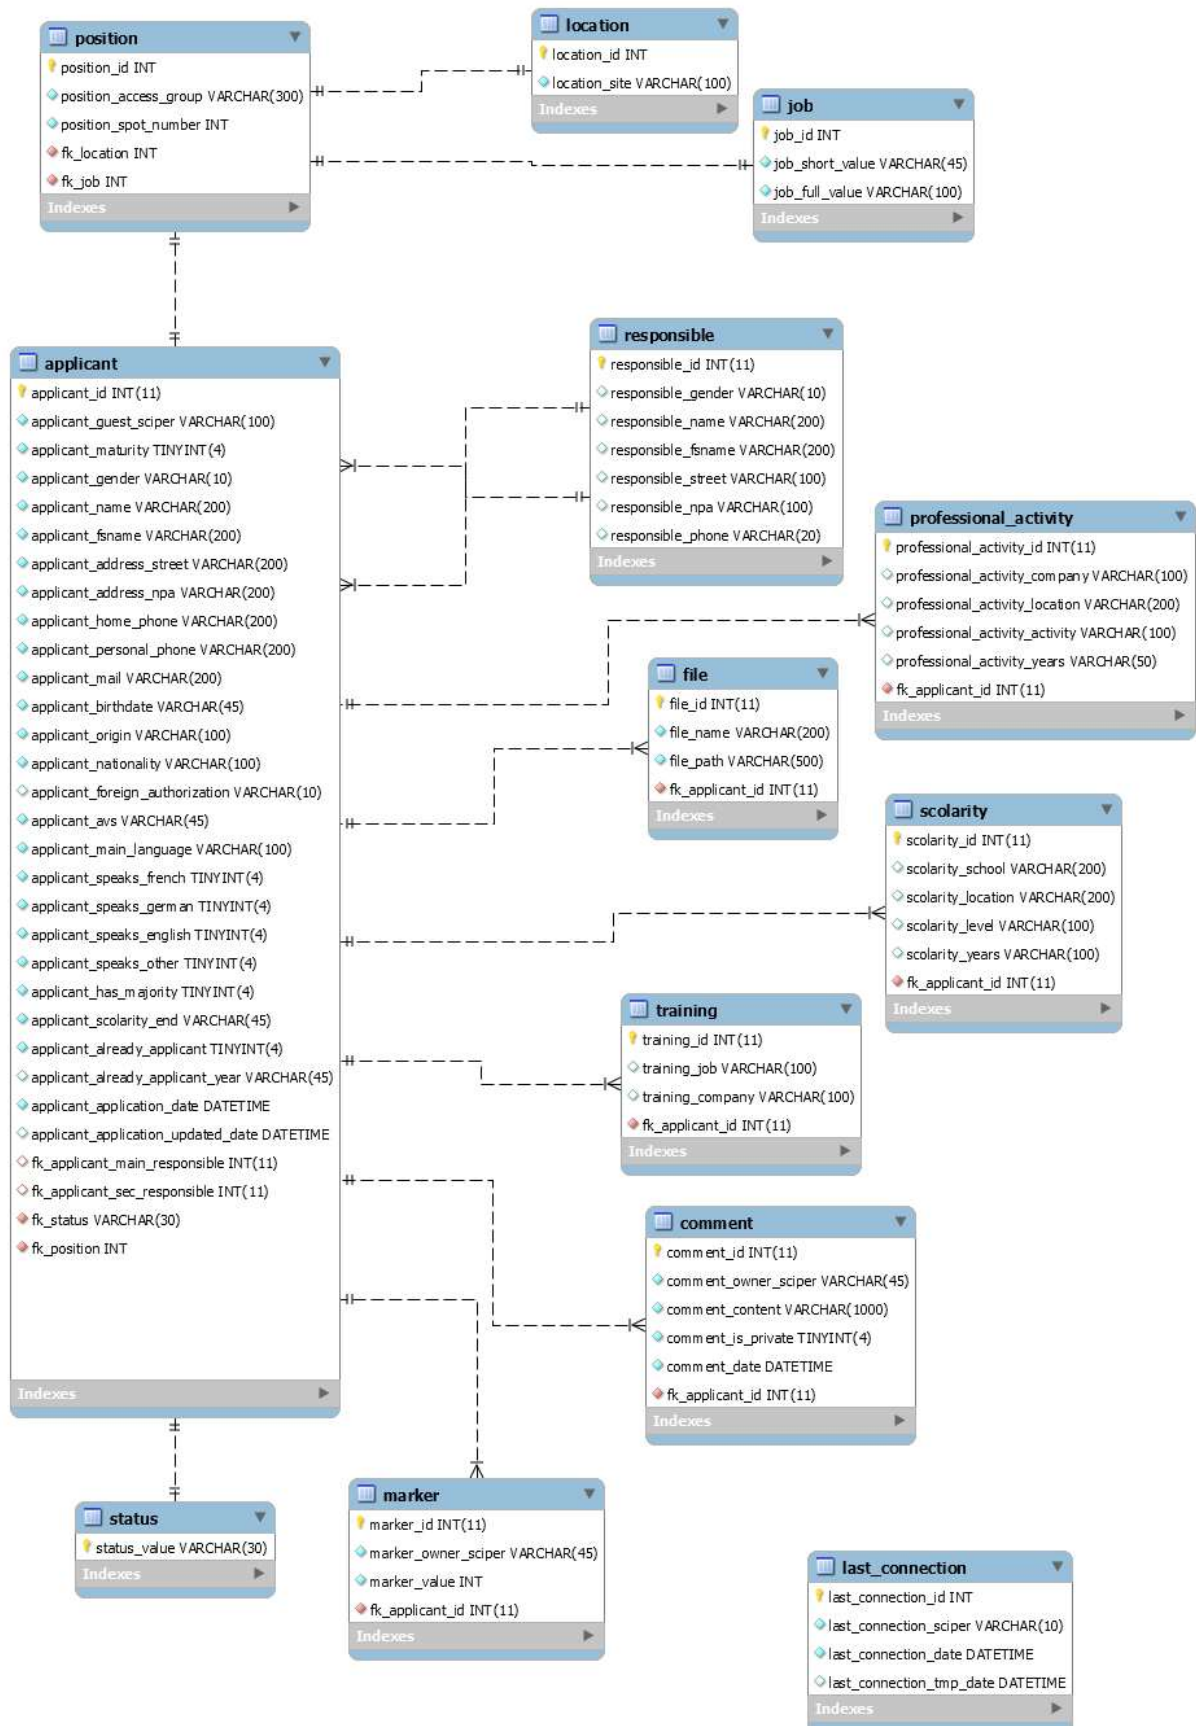 position
position_id INT
position_access_group VARCHAR(300)
position_spot_number INT
fk_location INT
fk_job INT
Indexes
location
location_id INT
location_site VARCHAR(100)
Indexes
job
job_id INT
job_short_value VARCHAR(45)
job_full_value VARCHAR(100)
Indexes
applicant
applicant_id INT(11)
applicant_guest_sciper VARCHAR(100)
applicant_maturity TINYINT(4)
applicant_gender VARCHAR(10)
applicant_name VARCHAR(200)
applicant_fsname VARCHAR(200)
applicant_address_street VARCHAR(200)
applicant_address_npa VARCHAR(200)
applicant_home_phone VARCHAR(200)
applicant_personal_phone VARCHAR(200)
applicant_mail VARCHAR(200)
applicant_birthdate VARCHAR(45)
applicant_origin VARCHAR(100)
applicant_nationality VARCHAR(100)
applicant_foreign_authorization VARCHAR(10)
applicant_avs VARCHAR(45)
applicant_main_language VARCHAR(100)
applicant_speaks_french TINYINT(4)
applicant_speaks_german TINYINT(4)
applicant_speaks_english TINYINT(4)
applicant_speaks_other TINYINT(4)
applicant_has_majority TINYINT(4)
applicant_scolarity_end VARCHAR(45)
applicant_already_applicant TINYINT(4)
applicant_already_applicant_year VARCHAR(45)
applicant_application_date DATETIME
applicant_application_updated_date DATETIME
fk_applicant_main_responsible INT(11)
fk_applicant_sec_responsible INT(11)
fk_status VARCHAR(30)
fk_position INT
Indexes
responsible
responsible_id INT(11)
responsible_gender VARCHAR(10)
responsible_name VARCHAR(200)
responsible_fsname VARCHAR(200)
responsible_street VARCHAR(100)
responsible_npa VARCHAR(100)
responsible_phone VARCHAR(20)
Indexes
professional_activity
professional_activity_id INT(11)
professional_activity_company VARCHAR(100)
professional_activity_location VARCHAR(200)
professional_activity_activity VARCHAR(100)
professional_activity_years VARCHAR(50)
fk_applicant_id INT(11)
Indexes
file
file_id INT(11)
file_name VARCHAR(200)
file_path VARCHAR(500)
fk_applicant_id INT(11)
Indexes
scolarity
scolarity_id INT(11)
scolarity_school VARCHAR(200)
scolarity_location VARCHAR(200)
scolarity_level VARCHAR(100)
scolarity_years VARCHAR(100)
fk_applicant_id INT(11)
Indexes
training
training_id INT(11)
training_job VARCHAR(100)
training_company VARCHAR(100)
fk_applicant_id INT(11)
Indexes
comment
comment_id INT(11)
comment_owner_sciper VARCHAR(45)
comment_content VARCHAR(1000)
comment_is_private TINYINT(4)
comment_date DATETIME
fk_applicant_id INT(11)
Indexes
status
status_value VARCHAR(30)
Indexes
marker
marker_id INT(11)
marker_owner_sciper VARCHAR(45)
marker_value INT
fk_applicant_id INT(11)
Indexes
last_connection
last_connection_id INT
last_connection_sciper VARCHAR(10)
last_connection_date DATETIME
last_connection_tmp_date DATETIME
Indexes